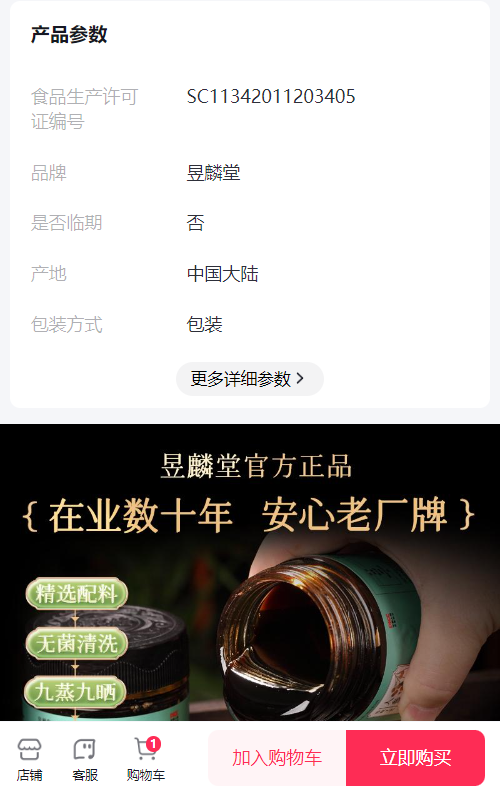 产品参数
食品生产许可
证编号
SC11342011203405
品牌
昱麟堂
是否临期
否
产地
中国大陆
包装方式
包装
更多详细参数
昱麟堂官方正品
{在业数十年 安心老厂牌}
精选配料
无菌清洗
九蒸九晒
1
店铺
客服
购物车
加入购物车
立即购买